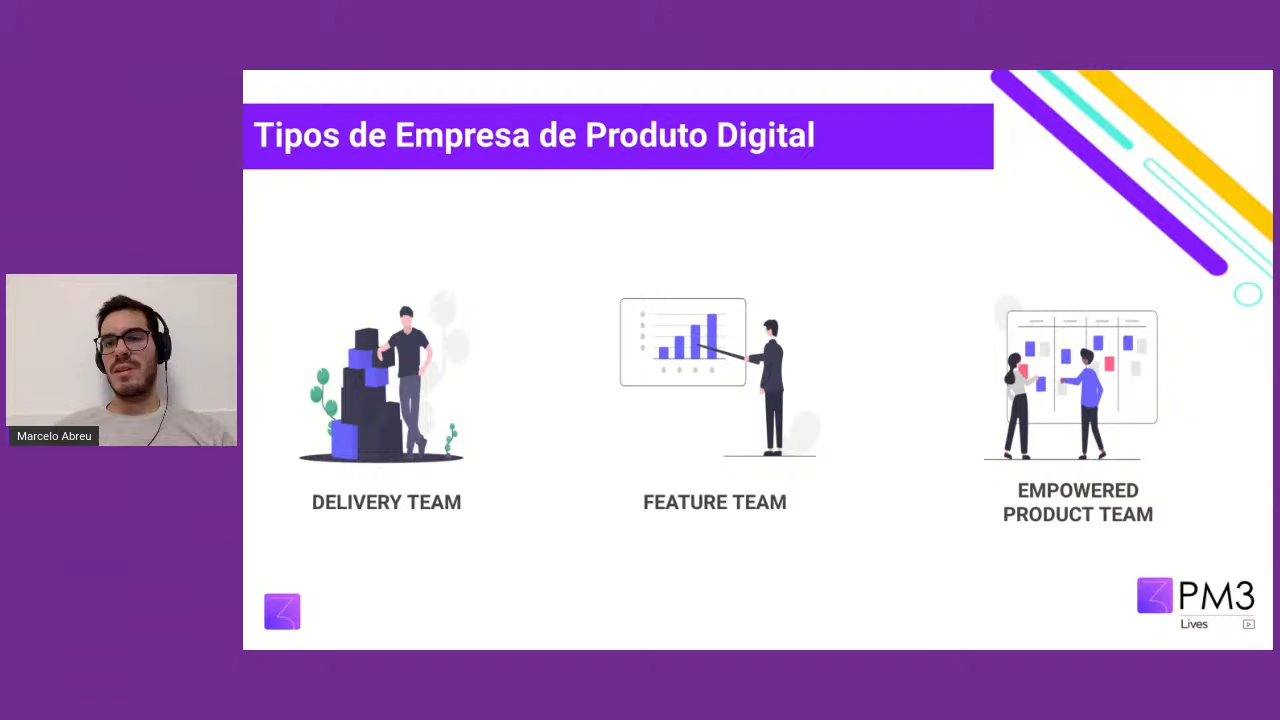 Tipos de Empresa de Produto Digital
Marcelo Abreu
DELIVERY TEAM
FEATURE TEAM
EMPOWERED
PRODUCT TEAM
PM3
Lives